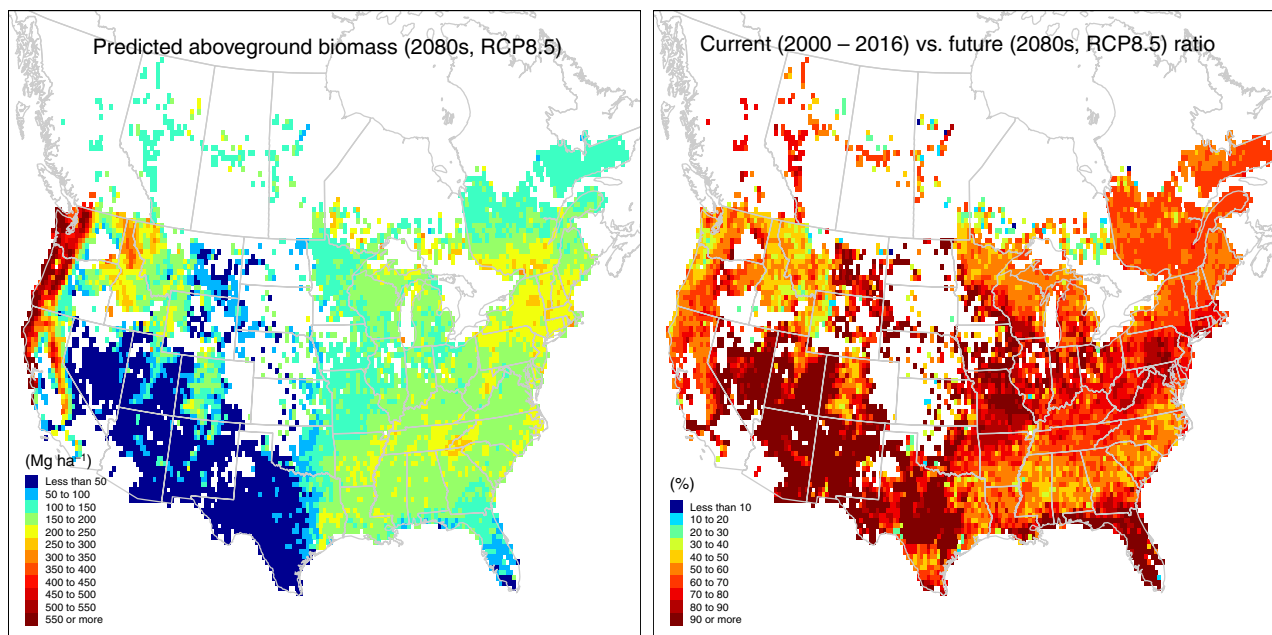 Predicted aboveground biomass (2080s, RCP8.5)
(Mg ha⁻¹)
Less than 50
50 to 100
100 to 150
150 to 200
200 to 250
250 to 300
300 to 350
350 to 400
400 to 450
450 to 500
500 to 550
550 or more
Current (2000 – 2016) vs. future (2080s, RCP8.5) ratio
(%)
Less than 10
10 to 20
20 to 30
30 to 40
40 to 50
50 to 60
60 to 70
70 to 80
80 to 90
90 or more